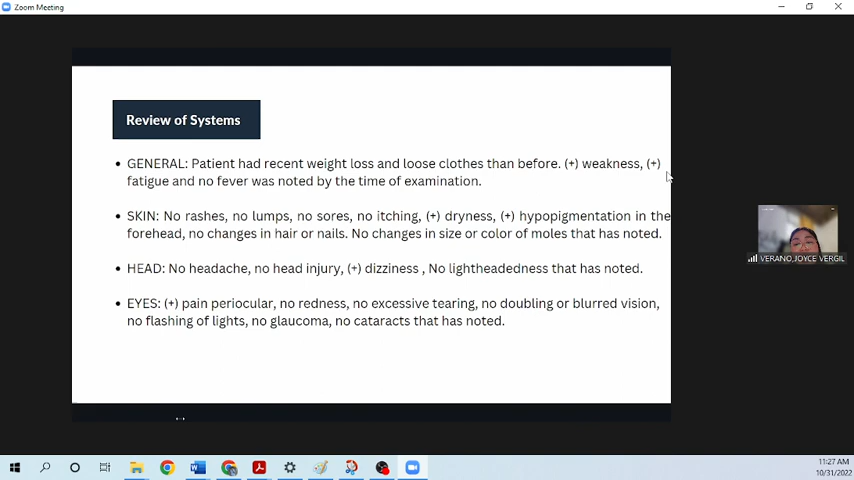 Zoom Meeting
Review of Systems
• GENERAL: Patient had recent weight loss and loose clothes than before. (+) weakness, (+)
fatigue and no fever was noted by the time of examination.
• SKIN: No rashes, no lumps, no sores, no itching, (+) dryness, (+) hypopigmentation in the
forehead, no changes in hair or nails. No changes in size or color of moles that has noted.
• HEAD: No headache, no head injury, (+) dizziness , No lightheadedness that has noted.
• EYES: (+) pain periocular, no redness, no excessive tearing, no doubling or blurred vision,
no flashing of lights, no glaucoma, no cataracts that has noted.
VERANO,JOYCE VERGIL
11:27 AM
10/31/2022